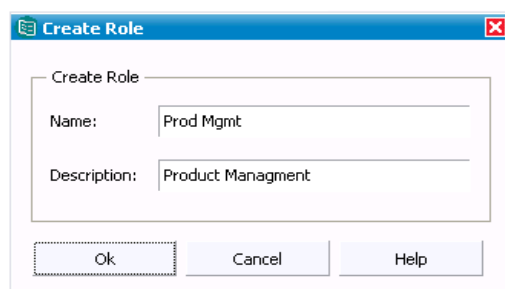 Create Role
Create Role
Name: Prod Mgmt
Description: Product Managment
Ok Cancel Help